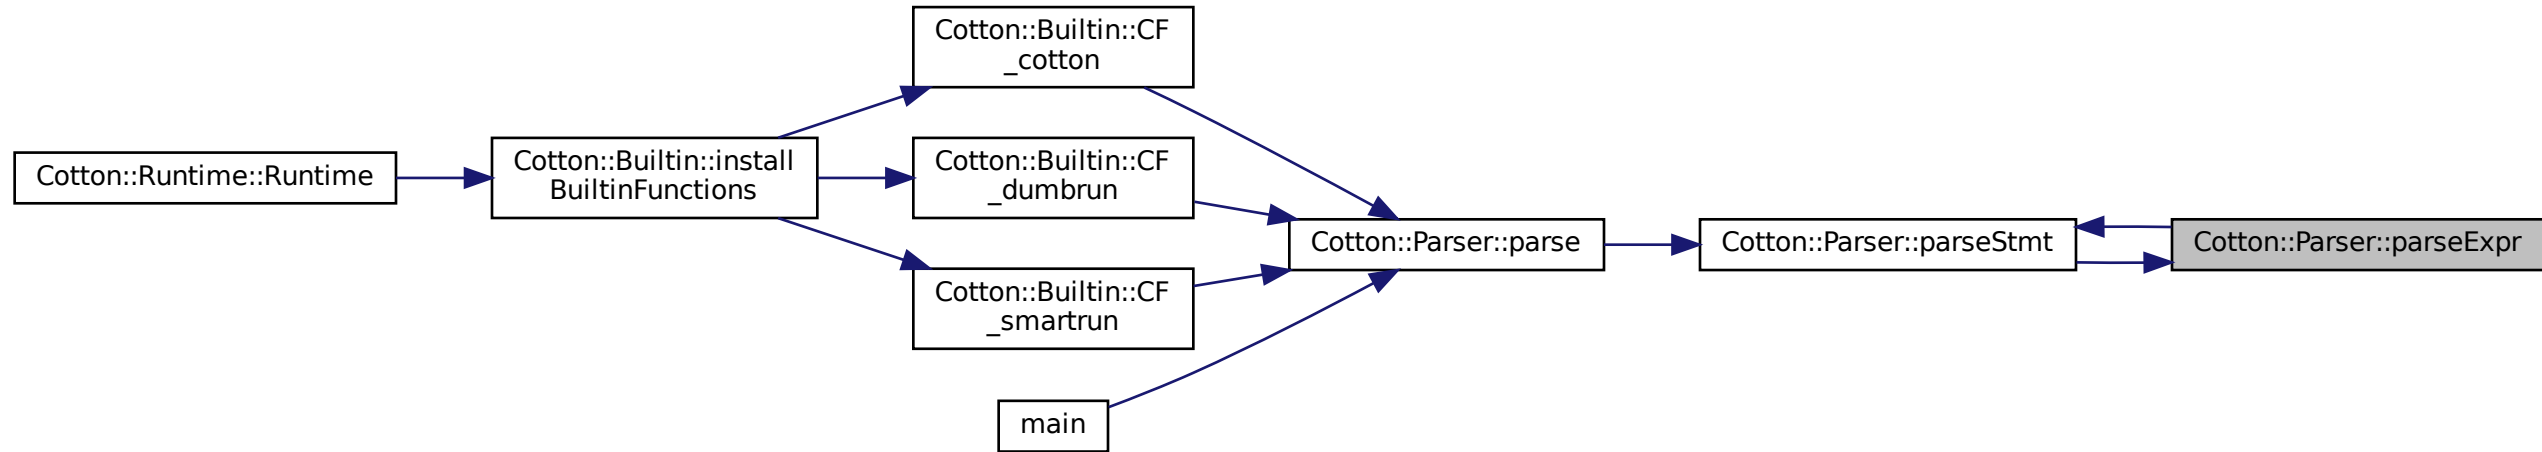 Cotton::Runtime::Runtime
Cotton::Builtin::install
BuiltinFunctions
Cotton::Builtin::CF
_cotton
Cotton::Builtin::CF
_dumbrun
Cotton::Builtin::CF
_smartrun
main
Cotton::Parser::parse
Cotton::Parser::parseStmt
Cotton::Parser::parseExpr